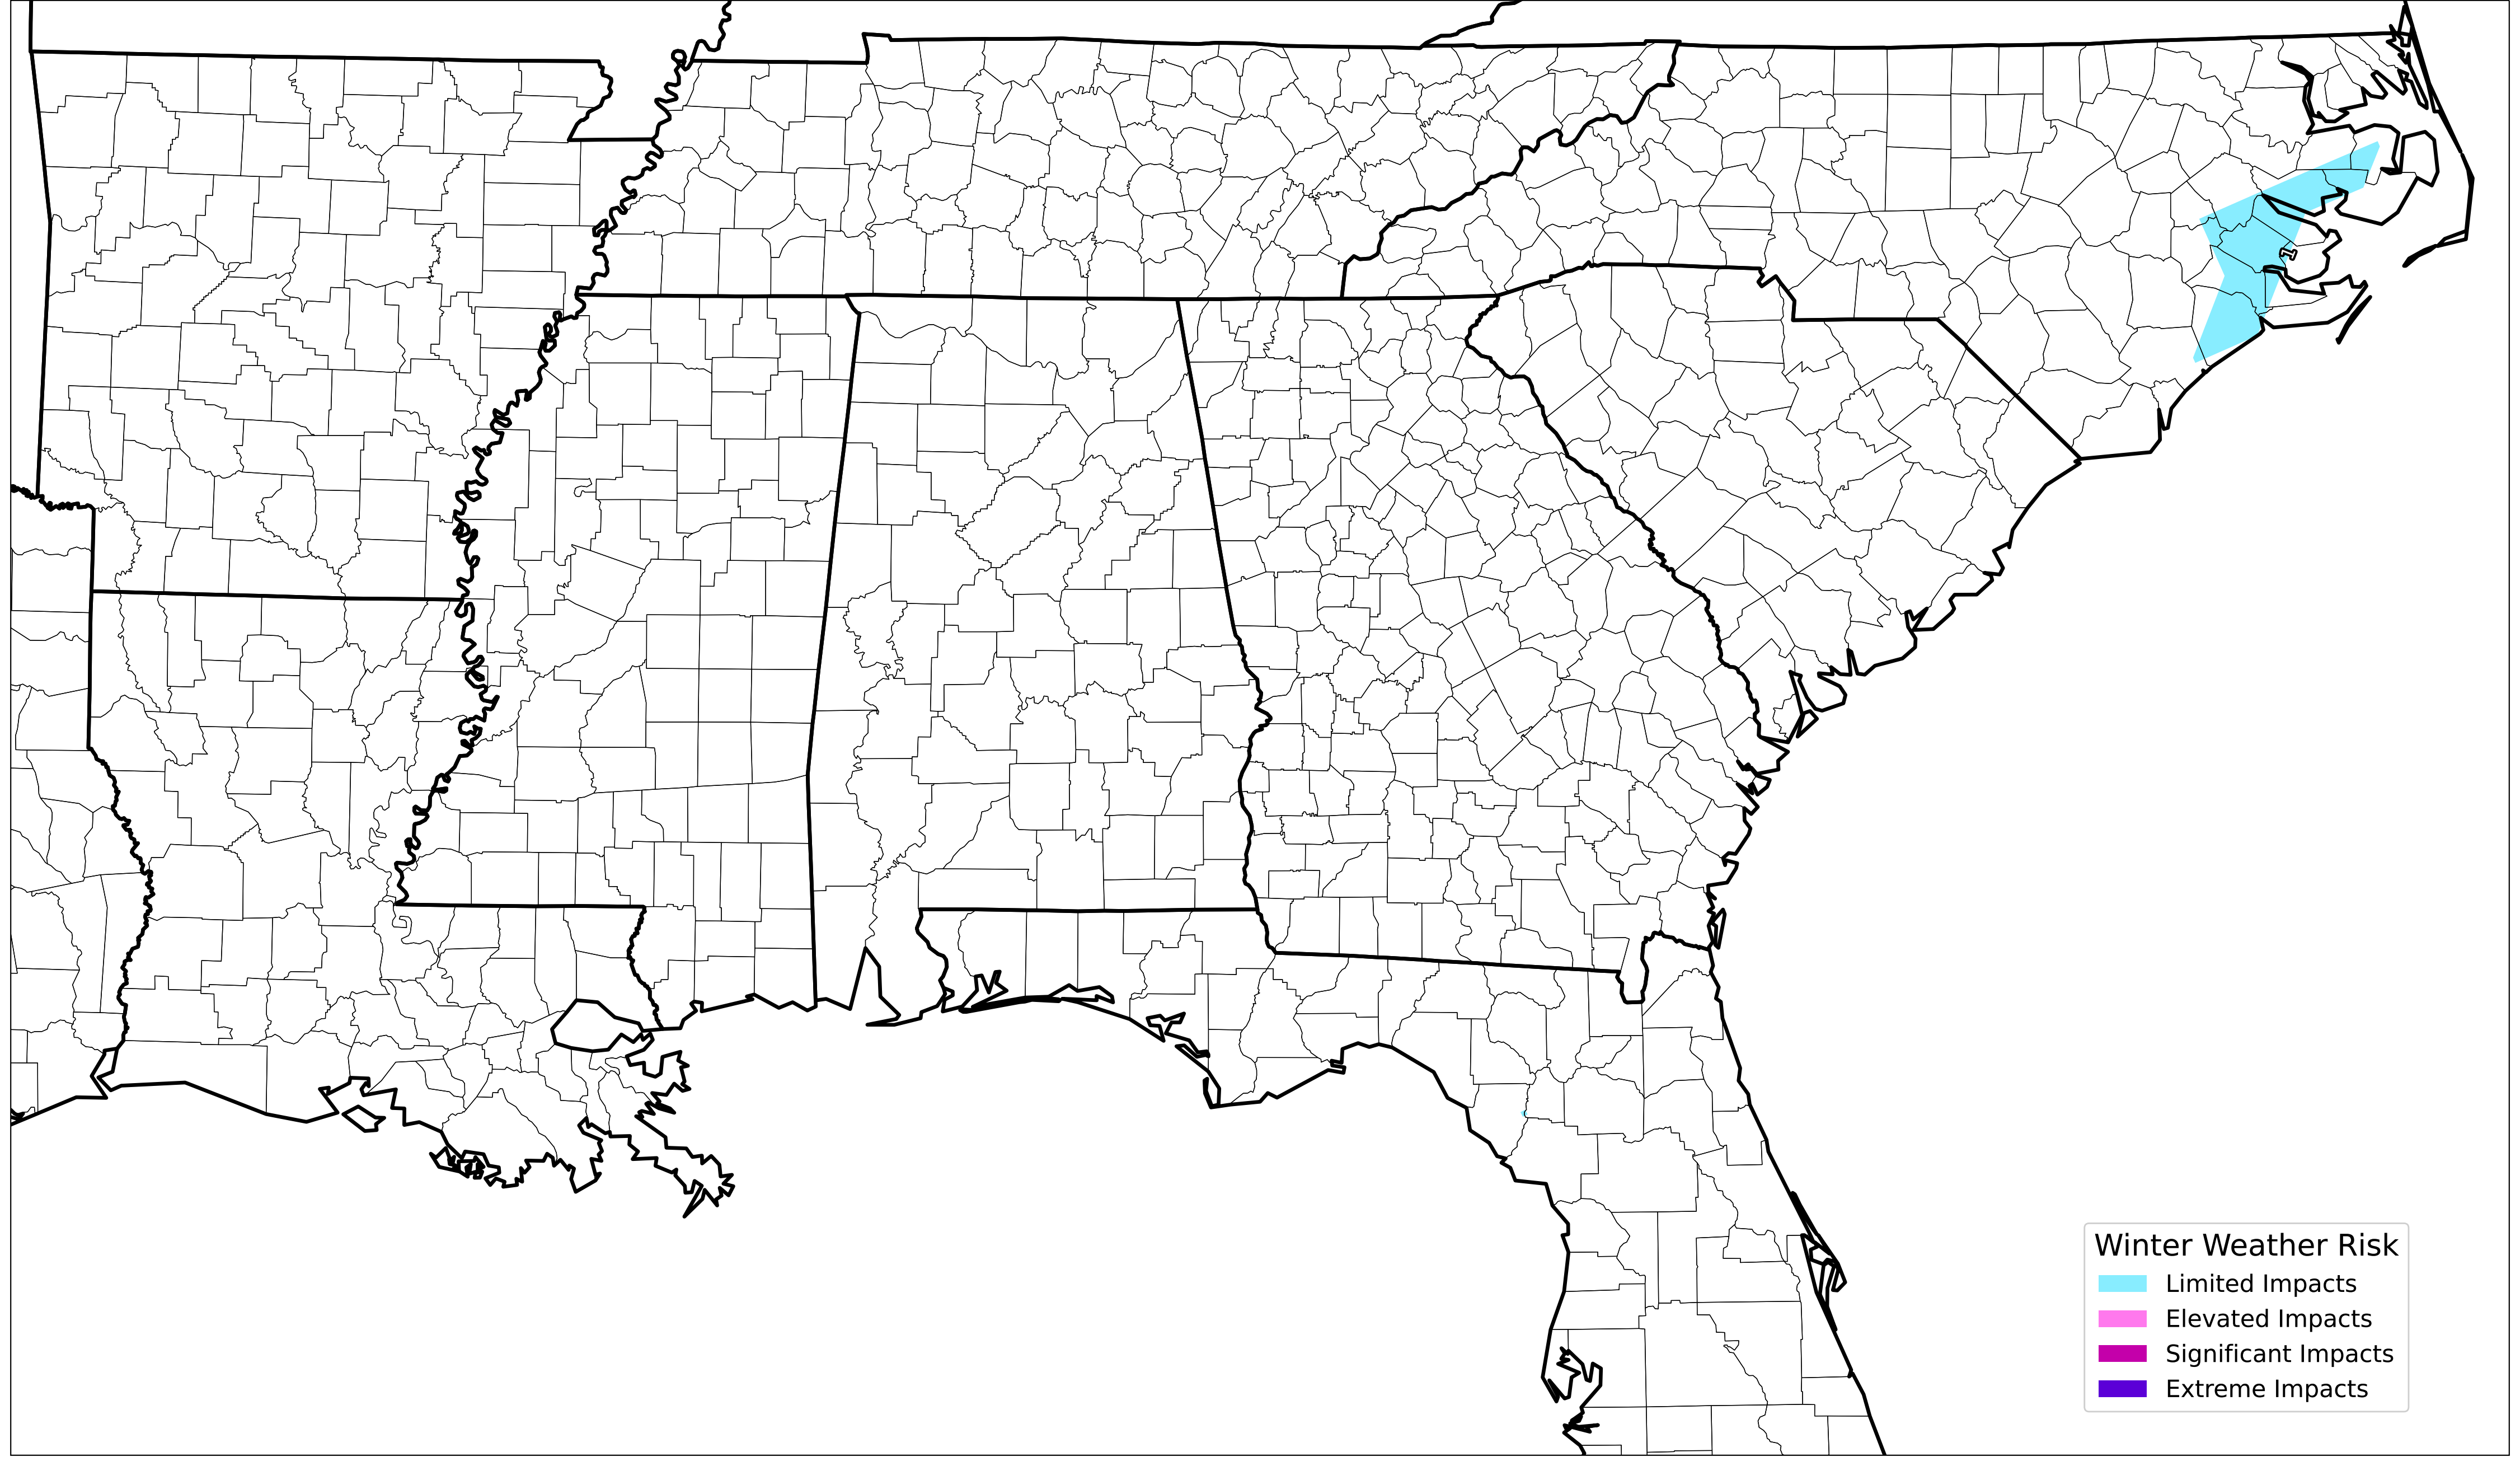 Winter Weather Risk
Limited Impacts
Elevated Impacts
Significant Impacts
Extreme Impacts